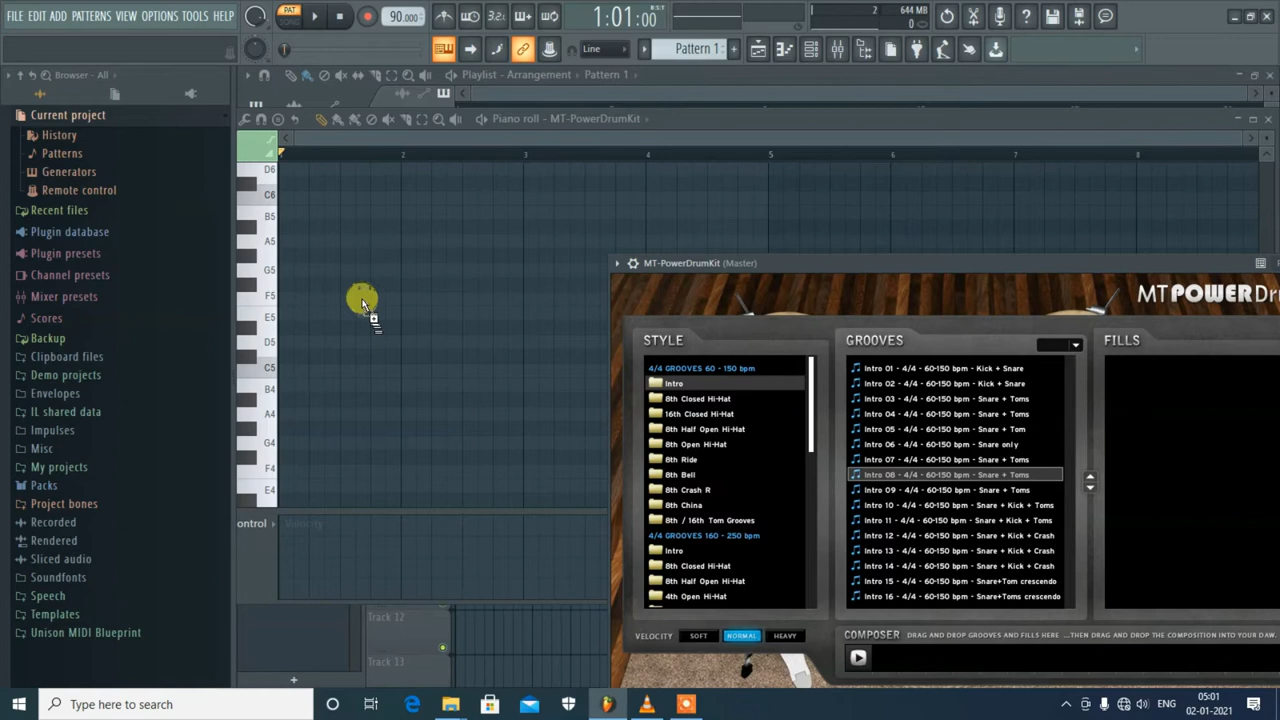 FILE EDIT ADD PATTERNS VIEW OPTIONS TOOLS HELP
PAT
SONG
90.000
3.2.
1:01:00
B:S:T
2
644 MB
0
Line
Pattern 1
Browser - All
Playlist - Arrangement
Pattern 1
Piano roll - MT-PowerDrumKit
Current project
History
Patterns
Generators
Remote control
Recent files
Plugin database
Plugin presets
Channel presets
Mixer presets
Scores
Backup
Clipboard files
Demo projects
Envelopes
IL shared data
Impulses
Misc
My projects
Packs
Project bones
Recorded
Rendered
Sliced audio
Soundfonts
Speech
Templates
Unison MIDI Blueprint
2
3
4
5
6
7
8
D6
C6
B5
A5
G5
F5
E5
D5
C5
B4
A4
G4
F4
E4
ontrol
Velocity
Track 12
Track 13
MT-PowerDrumKit (Master)
MT POWER DR
STYLE
4/4 GROOVES 60 - 150 bpm
Intro
8th Closed Hi-Hat
16th Closed Hi-Hat
8th Half Open Hi-Hat
8th Open Hi-Hat
8th Ride
8th Bell
8th Crash R
8th China
8th / 16th Tom Grooves
4/4 GROOVES 160 - 250 bpm
Intro
8th Closed Hi-Hat
8th Half Open Hi-Hat
4th Open Hi-Hat
GROOVES
Intro 01 - 4/4 - 60-150 bpm - Kick + Snare
Intro 02 - 4/4 - 60-150 bpm - Kick + Snare
Intro 03 - 4/4 - 60-150 bpm - Snare + Toms
Intro 04 - 4/4 - 60-150 bpm - Snare + Toms
Intro 05 - 4/4 - 60-150 bpm - Snare + Tom
Intro 06 - 4/4 - 60-150 bpm - Snare only
Intro 07 - 4/4 - 60-150 bpm - Snare + Toms
Intro 08 - 4/4 - 60-150 bpm - Snare + Toms
Intro 09 - 4/4 - 60-150 bpm - Snare + Toms
Intro 10 - 4/4 - 60-150 bpm - Snare + Kick + Toms
Intro 11 - 4/4 - 60-150 bpm - Snare + Kick + Toms
Intro 12 - 4/4 - 60-150 bpm - Snare + Kick + Crash
Intro 13 - 4/4 - 60-150 bpm - Snare + Kick + Crash
Intro 14 - 4/4 - 60-150 bpm - Snare + Kick + Crash
Intro 15 - 4/4 - 60-150 bpm - Snare+Tom crescendo
Intro 16 - 4/4 - 60-150 bpm - Snare+Toms crescendo
FILLS
VELOCITY
SOFT
NORMAL
HEAVY
COMPOSER
DRAG AND DROP GROOVES AND FILLS HERE ...THEN DRAG AND DROP THE COMPOSITION INTO YOUR DAW.
Type here to search
ENG
05:01
02-01-2021